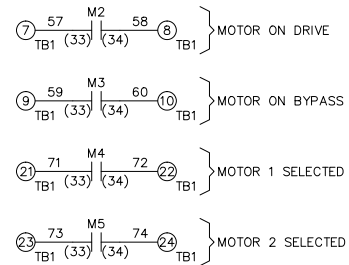 57 M2 58
7 8 MOTOR ON DRIVE
TB1 (33) (34) TB1
59 M3 60
9 10 MOTOR ON BYPASS
TB1 (33) (34) TB1
71 M4 72
21 22 MOTOR 1 SELECTED
TB1 (33) (34) TB1
73 M5 74
23 24 MOTOR 2 SELECTED
TB1 (33) (34) TB1